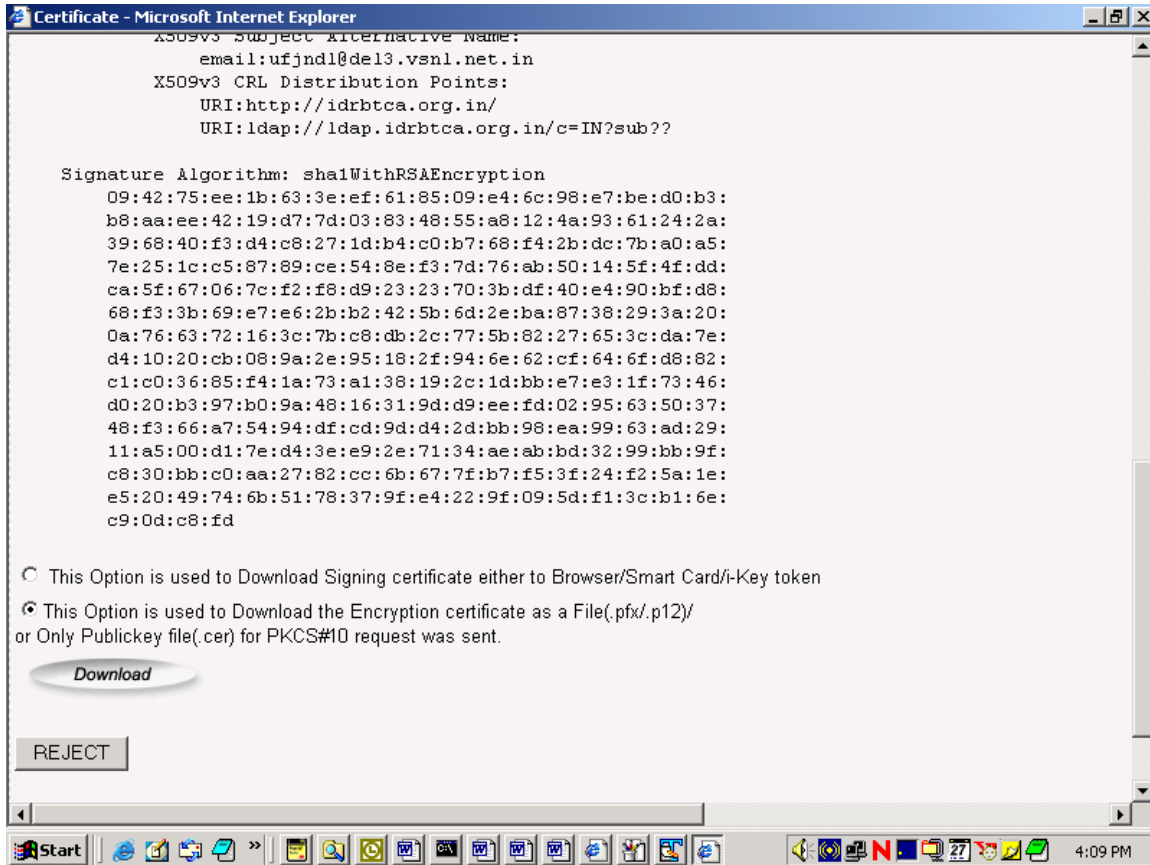 Certificate - Microsoft Internet Explorer
X509v3 Subject Alternative Name:
email:ufjndl@del3.vsnl.net.in
X509v3 CRL Distribution Points:
URI:http://idrbtca.org.in/
URI:ldap://ldap.idrbtca.org.in/c=IN?sub??
Signature Algorithm: sha1WithRSAEncryption
09:42:75:ee:1b:63:3e:ef:61:85:09:e4:6c:98:e7:be:d0:b3:
b8:aa:ee:42:19:d7:7d:03:83:48:55:a8:12:4a:93:61:24:2a:
39:68:40:f3:d4:c8:27:1d:b4:c0:b7:68:f4:2b:dc:7b:a0:a5:
7e:25:1c:c5:87:89:ce:54:8e:f3:7d:76:ab:50:14:5f:4f:dd:
ca:5f:67:06:7c:f2:f8:d9:23:23:70:3b:df:40:e4:90:bf:d8:
68:f3:3b:69:e7:e6:2b:b2:42:5b:6d:2e:ba:87:38:29:3a:20:
0a:76:63:72:16:3c:7b:c8:db:2c:77:5b:82:27:65:3c:da:7e:
d4:10:20:cb:08:9a:2e:95:18:2f:94:6e:62:cf:64:6f:d8:82:
c1:c0:36:85:f4:1a:73:a1:38:19:2c:1d:bb:e7:e3:1f:73:46:
d0:20:b3:97:b0:9a:48:16:31:9d:d9:ee:fd:02:95:63:50:37:
48:f3:66:a7:54:94:df:cd:9d:d4:2d:bb:98:ea:99:63:ad:29:
11:a5:00:d1:7e:d4:3e:e9:2e:71:34:ae:ab:bd:32:99:bb:9f:
c8:30:bb:c0:aa:27:82:cc:6b:67:7f:b7:f5:3f:24:f2:5a:1e:
e5:20:49:74:6b:51:78:37:9f:e4:22:9f:09:5d:f1:3c:b1:6e:
c9:0d:c8:fd
This Option is used to Download Signing certificate either to Browser/Smart Card/i-Key token
This Option is used to Download the Encryption certificate as a File(.pfx/.p12)/
or Only Publickey file(.cer) for PKCS#10 request was sent.
Download
REJECT
Start
»
N
27
4:09 PM